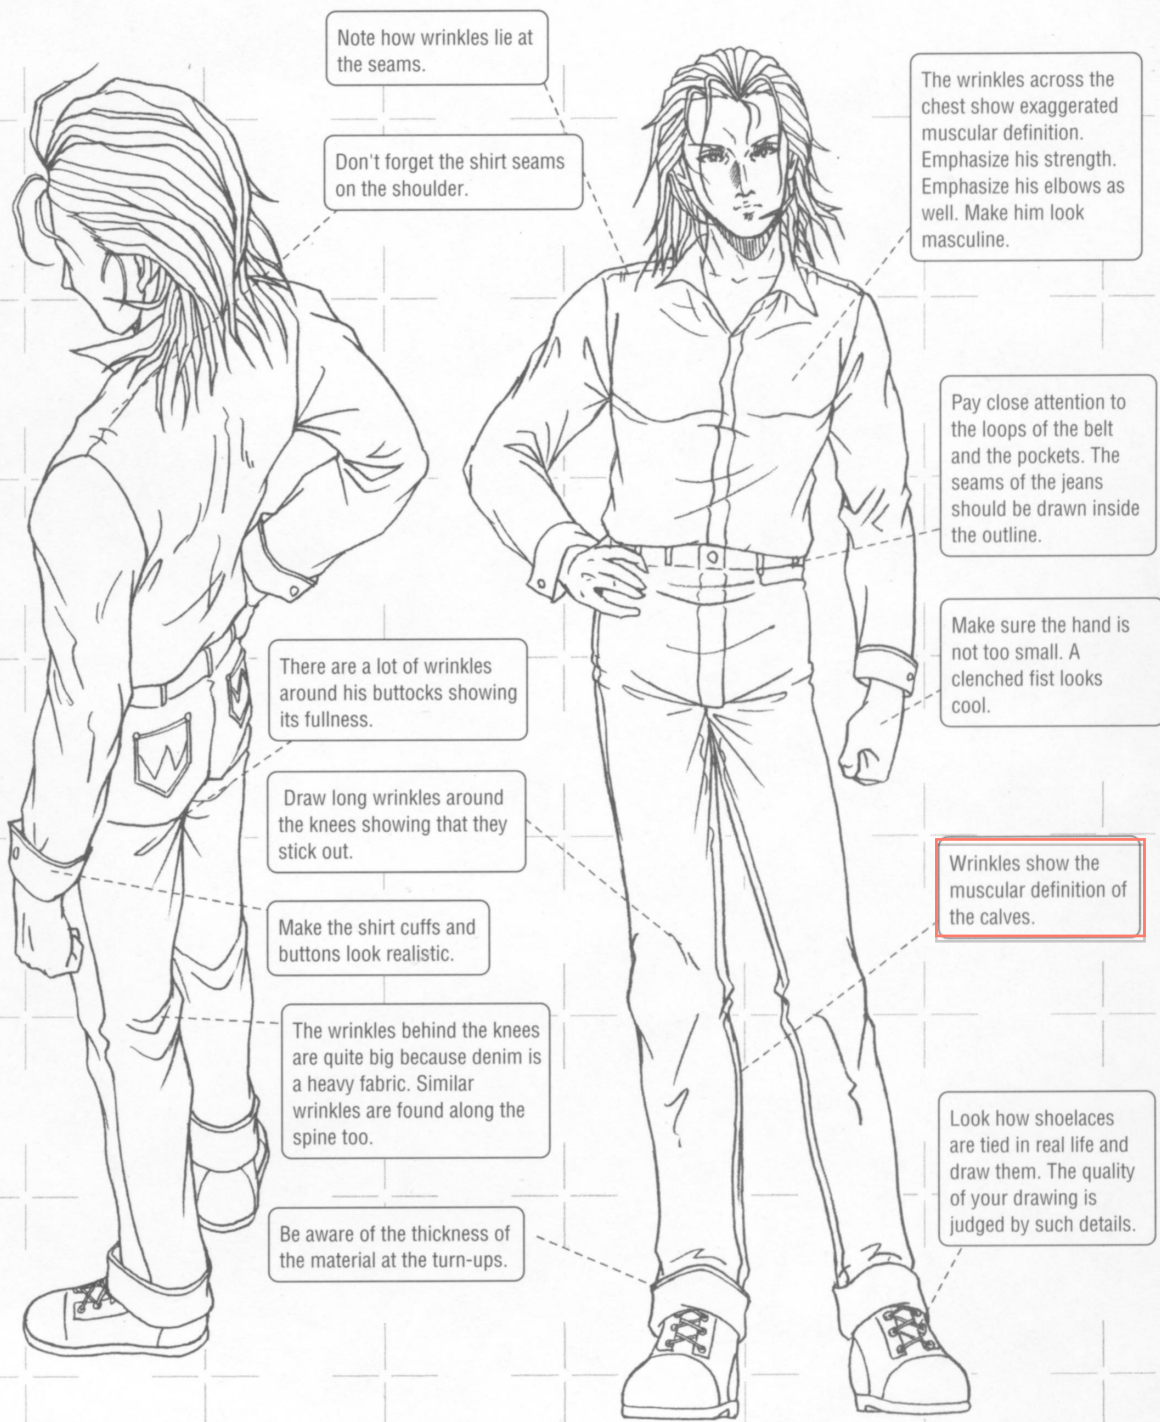 Note how wrinkles lie at
the seams.
Don't forget the shirt seams
on the shoulder.
The wrinkles across the
chest show exaggerated
muscular definition.
Emphasize his strength.
Emphasize his elbows as
well. Make him look
masculine.
Pay close attention to
the loops of the belt
and the pockets. The
seams of the jeans
should be drawn inside
the outline.
Make sure the hand is
not too small. A
clenched fist looks
cool.
There are a lot of wrinkles
around his buttocks showing
its fullness.
Draw long wrinkles around
the knees showing that they
stick out.
Wrinkles show the
muscular definition of
the calves.
Make the shirt cuffs and
buttons look realistic.
The wrinkles behind the knees
are quite big because denim is
a heavy fabric. Similar
wrinkles are found along the
spine too.
Look how shoelaces
are tied in real life and
draw them. The quality
of your drawing is
judged by such details.
Be aware of the thickness of
the material at the turn-ups.